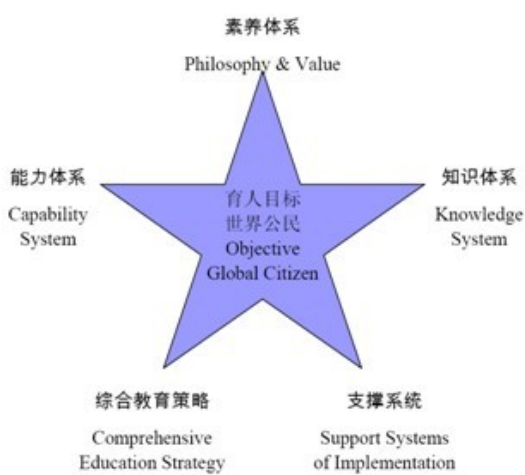 素养体系
Philosophy & Value
能力体系
Capability
System
知识体系
Knowledge
System
育人目标
世界公民
Objective
Global Citizen
综合教育策略
Comprehensive
Education Strategy
支撑系统
Support Systems
of Implementation